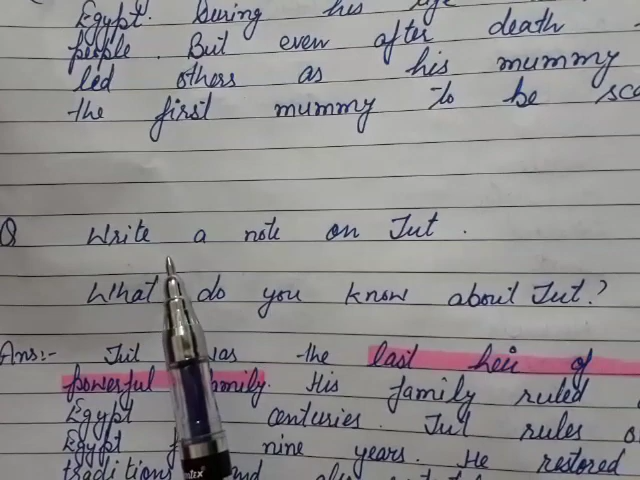 Egypt. During his
people. But even after death
led others as his mummy
the first mummy to be
Q Write a note on Tut.
What do you know about Tut?
Ans:- Tut was the last heir of
powerful family. His family ruled
Egypt centuries. Tut rules
Egypt nine years. He restored